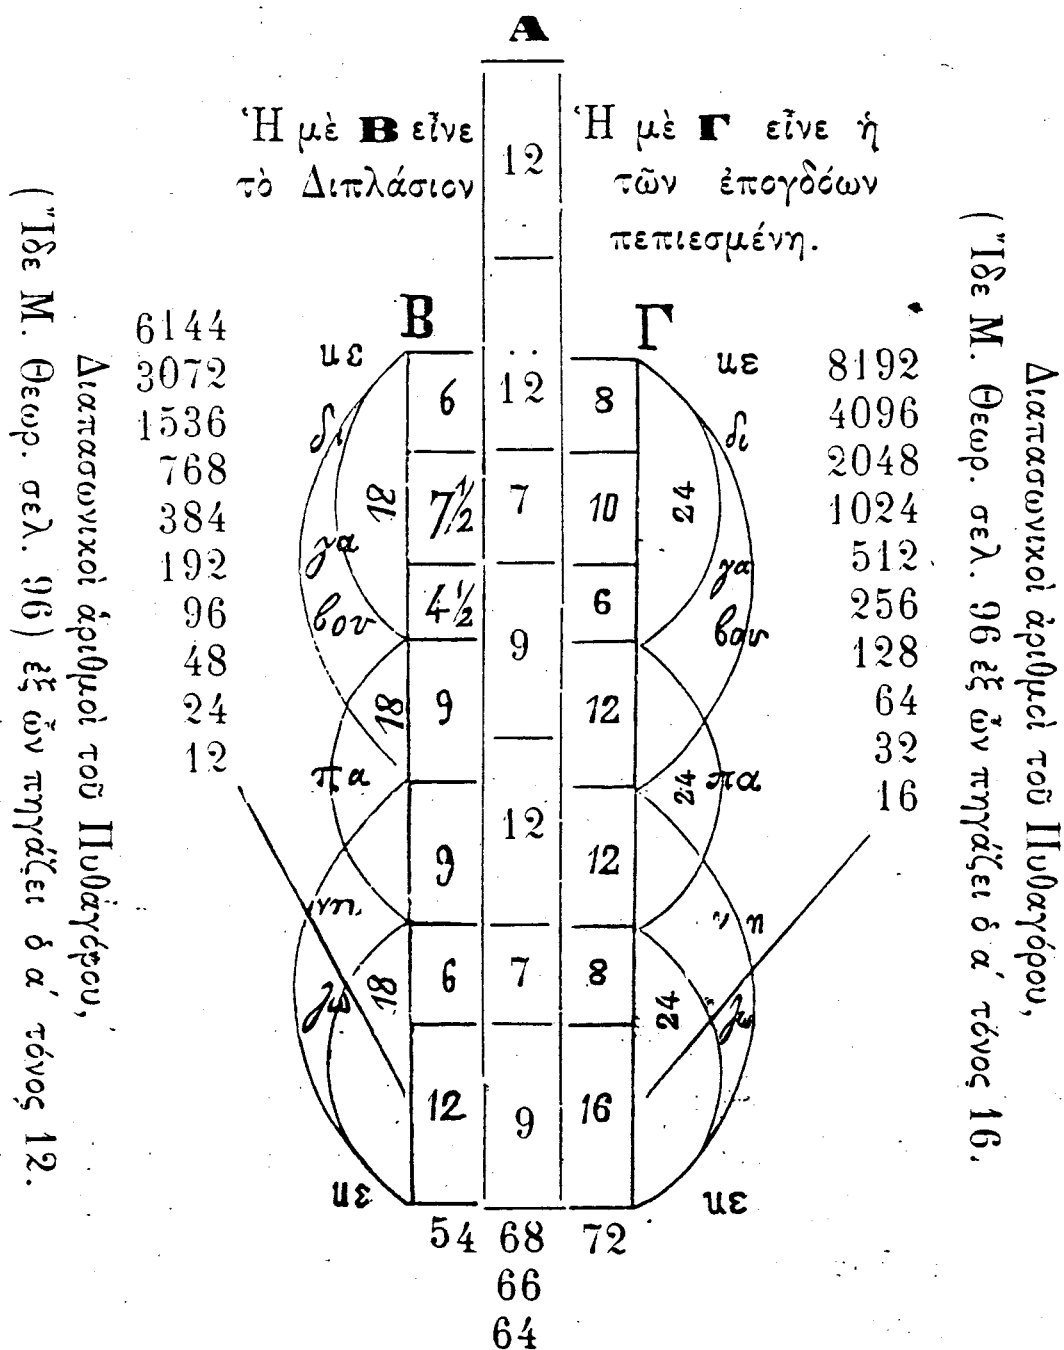 Α
Ἡ μὲ Β εἶνε
τὸ Διπλάσιον
Ἡ μὲ Γ εἶνε ἡ
τῶν ἐπογδόων
πεπιεσμένη.
12
Β
Γ
κε
κε
6
12
8
δι
δι
18
7½
7
10
24
γα
γα
4½
9
6
βου
βου
18
9
12
24
πα
πα
9
12
12
νη
νη
18
6
7
8
24
ζω
ζω
12
9
16
κε
κε
54 68 72
66
64
6144
3072
1536
768
384
192
96
48
24
12
8192
4096
2048
1024
512
256
128
64
32
16
Διαπασωνικοὶ ἀριθμοὶ τοῦ Πυθαγόρου,
(Ἴδε Μ. Θεωρ. σελ. 96) ἐξ ὧν πηγάζει ὁ α΄ τόνος 12.
Διαπασωνικοὶ ἀριθμοὶ τοῦ Πυθαγόρου,
(Ἴδε Μ. Θεωρ. σελ. 96 ἐξ ὧν πηγάζει ὁ α΄ τόνος 16.